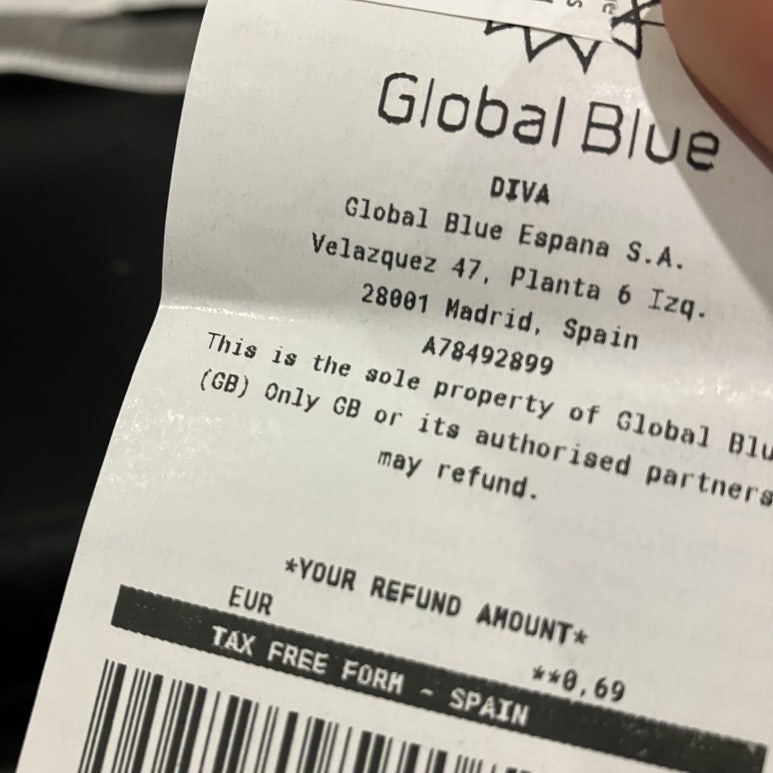 Global Blue
DIVA
Global Blue Espana S.A.
Velazquez 47, Planta 6 Izq.
28001 Madrid, Spain
A78492899
This is the sole property of Global Blu
(GB) Only GB or its authorised partners
may refund.
*YOUR REFUND AMOUNT*
EUR **0,69
TAX FREE FORM - SPAIN